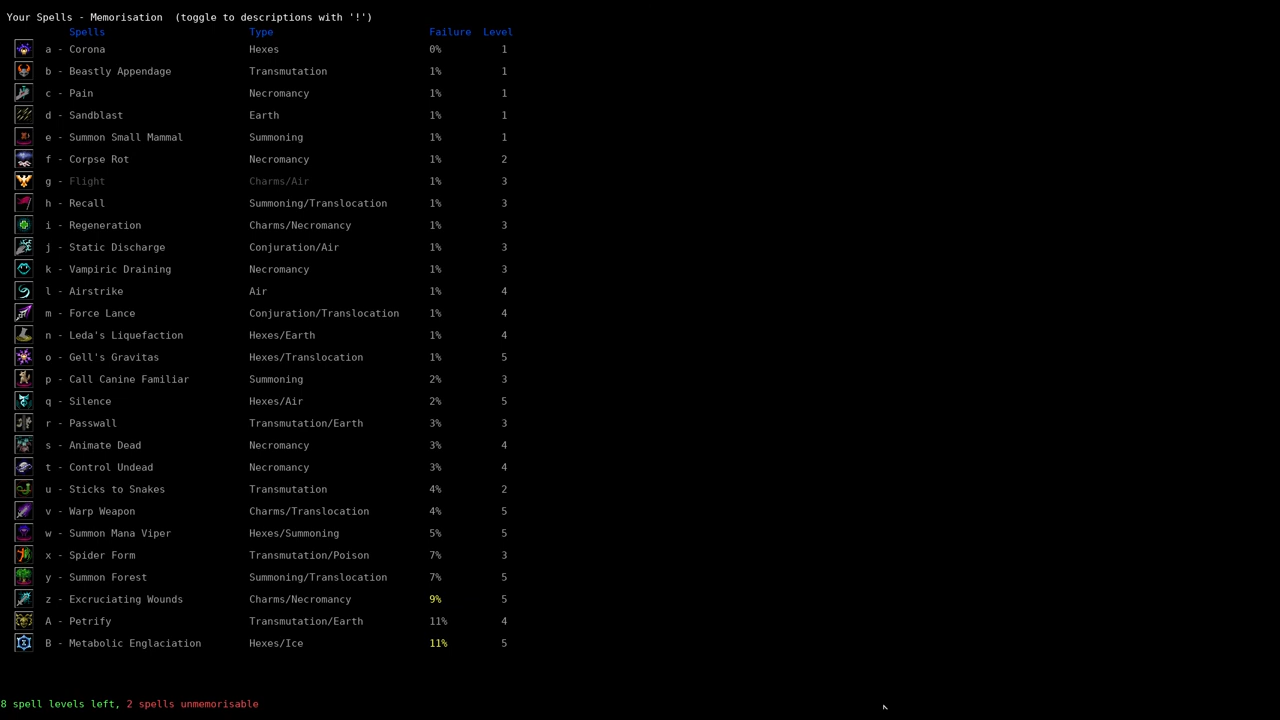 Your Spells - Memorisation  (toggle to descriptions with '!')
Spells Type Failure Level
a - Corona Hexes 0% 1
b - Beastly Appendage Transmutation 1% 1
c - Pain Necromancy 1% 1
d - Sandblast Earth 1% 1
e - Summon Small Mammal Summoning 1% 1
f - Corpse Rot Necromancy 1% 2
g - Flight Charms/Air 1% 3
h - Recall Summoning/Translocation 1% 3
i - Regeneration Charms/Necromancy 1% 3
j - Static Discharge Conjuration/Air 1% 3
k - Vampiric Draining Necromancy 1% 3
l - Airstrike Air 1% 4
m - Force Lance Conjuration/Translocation 1% 4
n - Leda's Liquefaction Hexes/Earth 1% 4
o - Gell's Gravitas Hexes/Translocation 1% 5
p - Call Canine Familiar Summoning 2% 3
q - Silence Hexes/Air 2% 5
r - Passwall Transmutation/Earth 3% 3
s - Animate Dead Necromancy 3% 4
t - Control Undead Necromancy 3% 4
u - Sticks to Snakes Transmutation 4% 2
v - Warp Weapon Charms/Translocation 4% 5
w - Summon Mana Viper Hexes/Summoning 5% 5
x - Spider Form Transmutation/Poison 7% 3
y - Summon Forest Summoning/Translocation 7% 5
z - Excruciating Wounds Charms/Necromancy 9% 5
A - Petrify Transmutation/Earth 11% 4
B - Metabolic Englaciation Hexes/Ice 11% 5
8 spell levels left, 2 spells unmemorisable